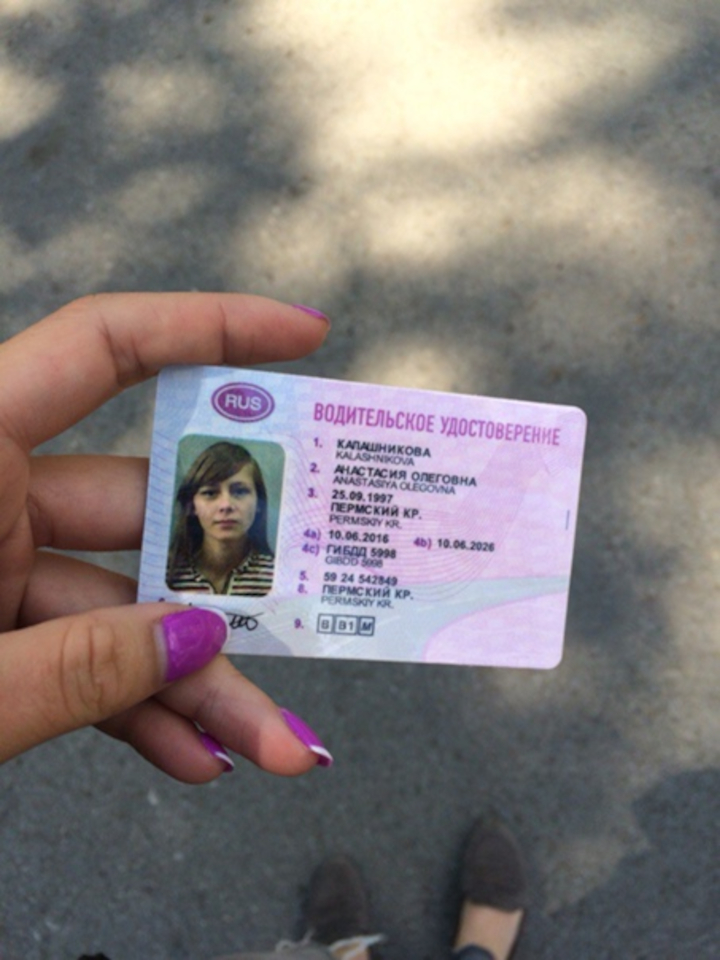 RUS
ВОДИТЕЛЬСКОЕ УДОСТОВЕРЕНИЕ
1. КАЛАШНИКОВА
KALASHNIKOVA
2. АНАСТАСИЯ ОЛЕГОВНА
ANASTASIYA OLEGOVNA
3. 25.09.1997
ПЕРМСКИЙ КР.
PERMSKIY KR.
4a) 10.06.2016 4b) 10.06.2026
4c) ГИБДД 5998
GIBDD 5998
5. 59 24 542849
8. ПЕРМСКИЙ КР.
PERMSKIY KR.
9. B B1 M